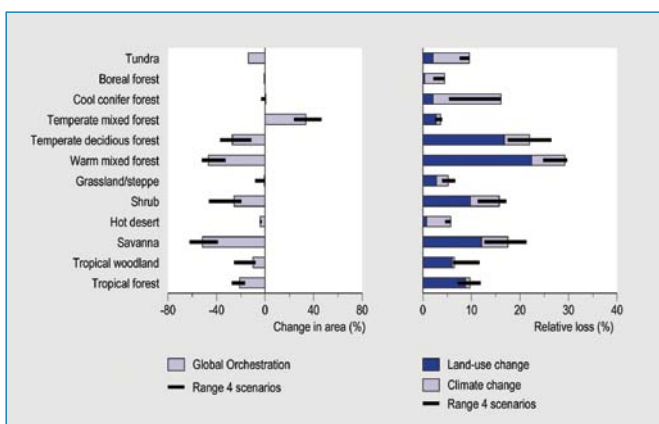 Tundra
Boreal forest
Cool conifer forest
Temperate mixed forest
Temperate decidious forest
Warm mixed forest
Grassland/steppe
Shrub
Hot desert
Savanna
Tropical woodland
Tropical forest
-80 -40 0 40 80
Change in area (%)
0 10 20 30 40
Relative loss (%)
Global Orchestration
Range 4 scenarios
Land-use change
Climate change
Range 4 scenarios